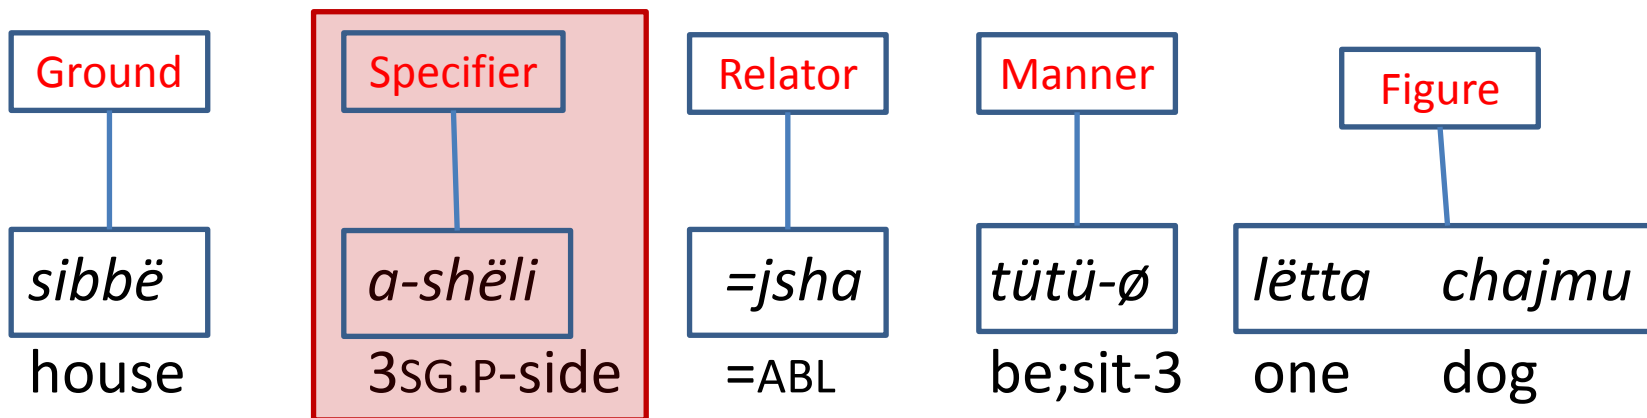 Ground Specifier Relator Manner Figure
sibbë a-shëli =jsha tütü-ø lëtta chajmu
house 3SG.P-side =ABL be;sit-3 one dog